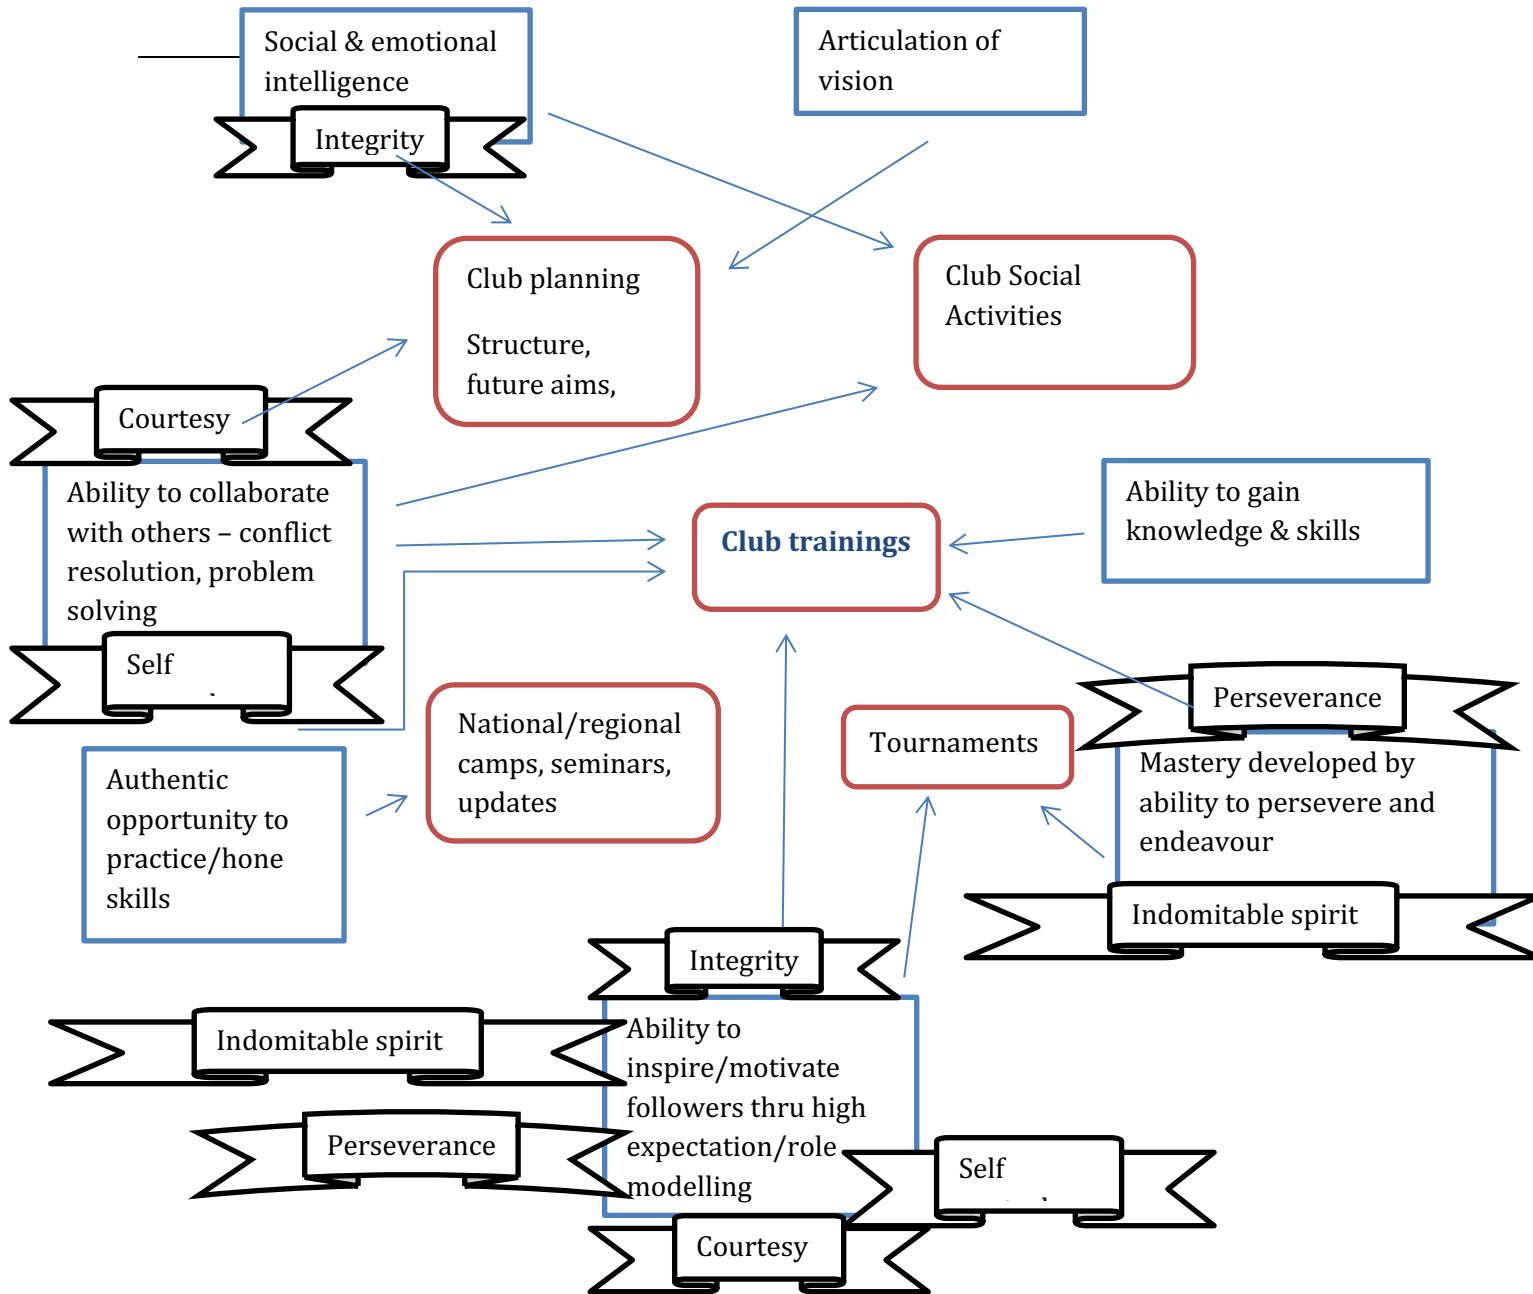 Social & emotional
intelligence
Integrity
Articulation of
vision
Club planning
Structure,
future aims,
Club Social
Activities
Courtesy
Ability to collaborate
with others – conflict
resolution, problem
solving
Self
Club trainings
Ability to gain
knowledge & skills
National/regional
camps, seminars,
updates
Tournaments
Perseverance
Mastery developed by
ability to persevere and
endeavour
Indomitable spirit
Authentic
opportunity to
practice/hone
skills
Integrity
Ability to
inspire/motivate
followers thru high
expectation/role
modelling
Indomitable spirit
Perseverance
Self
Courtesy